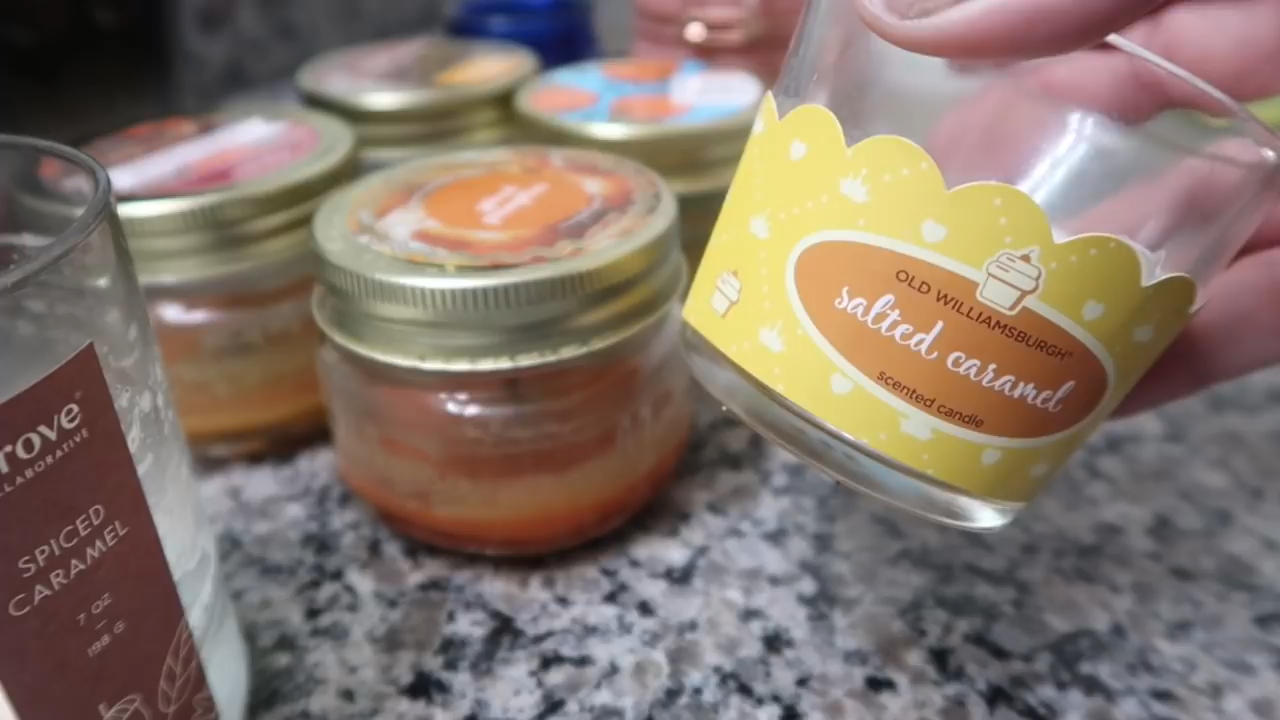 rove
LLABORATIVE
SPICED
CARAMEL
7 OZ
198 G
OLD WILLIAMSBURGH®
salted caramel
scented candle